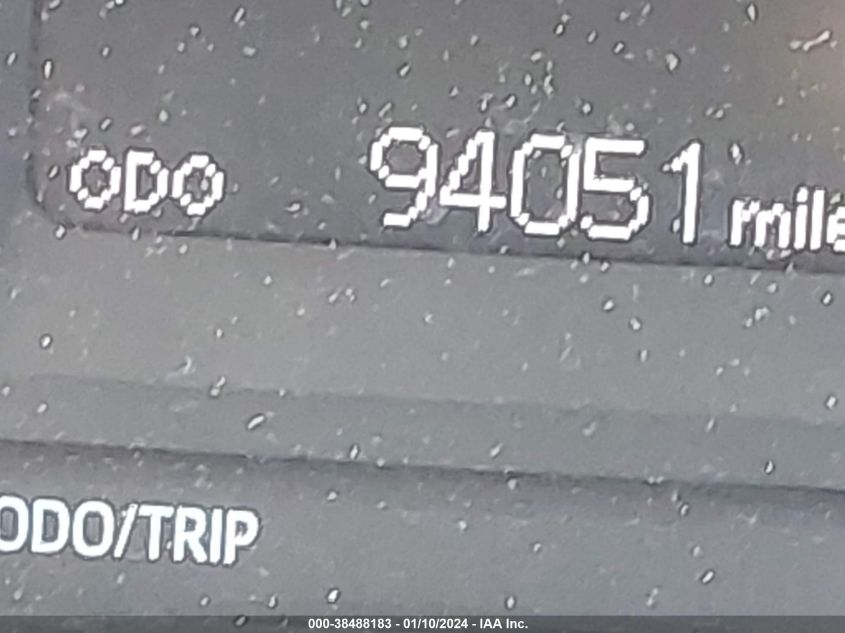 ODO 94051 mile
ODO/TRIP
000-38488183 - 01/10/2024 - IAA Inc.